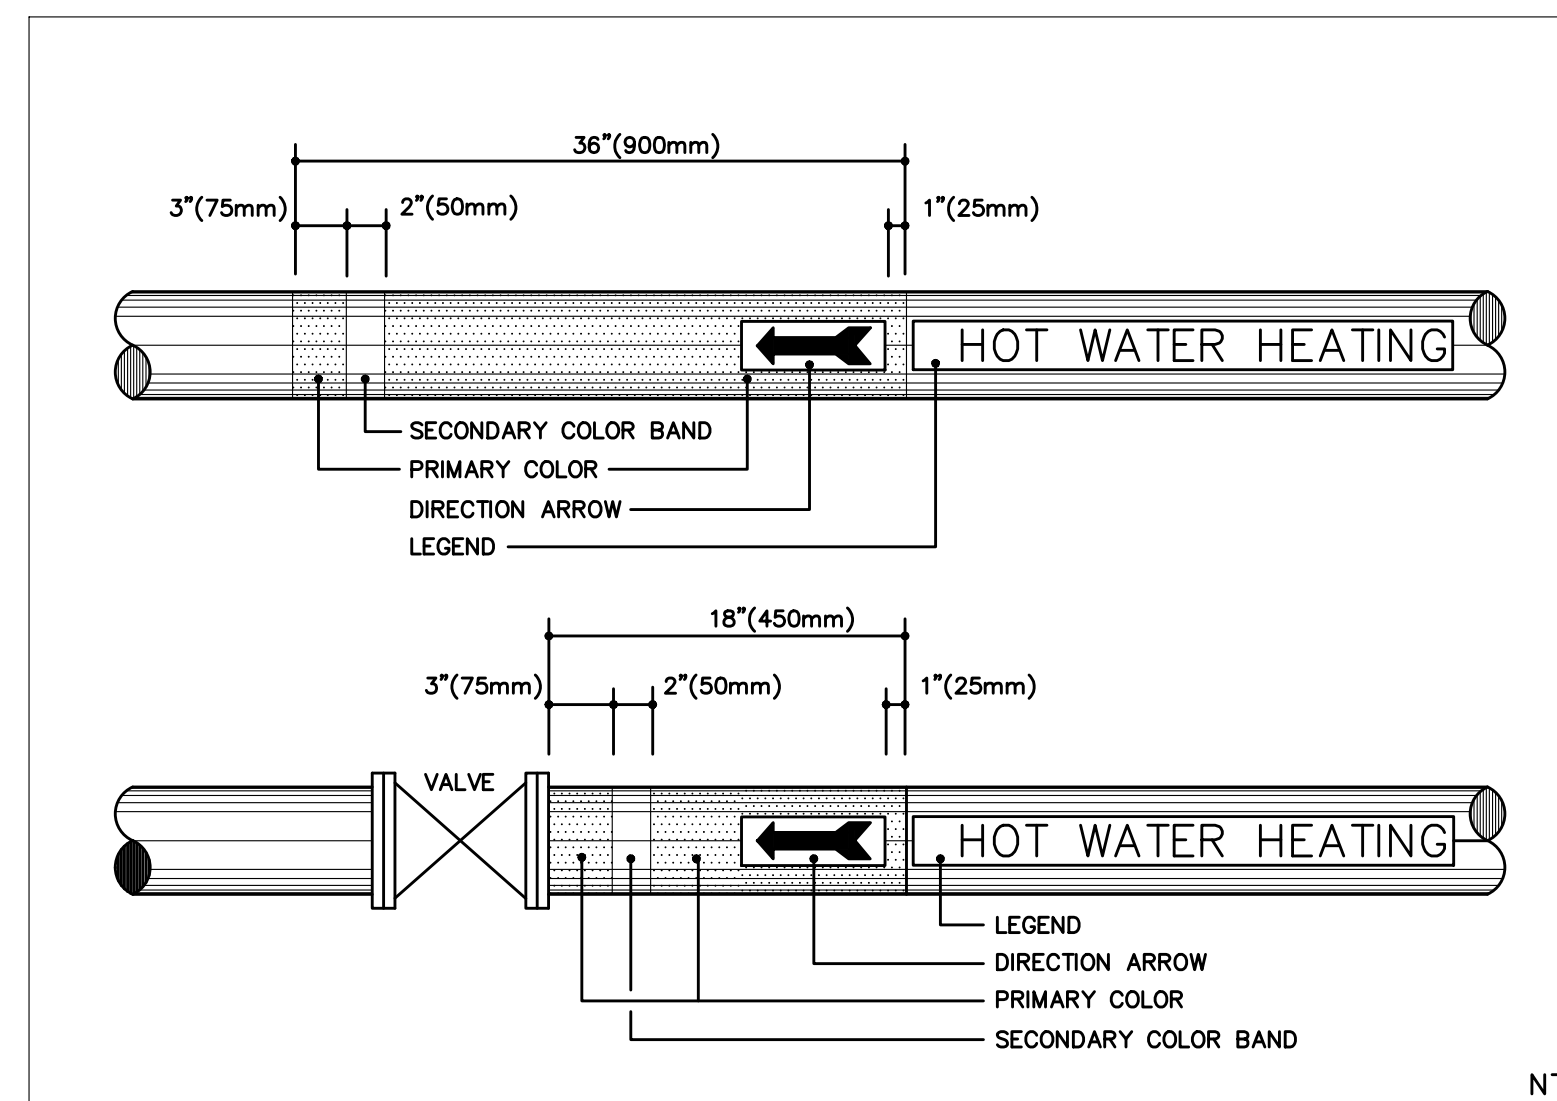 36"(900mm)
3"(75mm) 2"(50mm) 1"(25mm)
HOT WATER HEATING
SECONDARY COLOR BAND
PRIMARY COLOR
DIRECTION ARROW
LEGEND
18"(450mm)
3"(75mm) 2"(50mm) 1"(25mm)
VALVE
HOT WATER HEATING
LEGEND
DIRECTION ARROW
PRIMARY COLOR
SECONDARY COLOR BAND